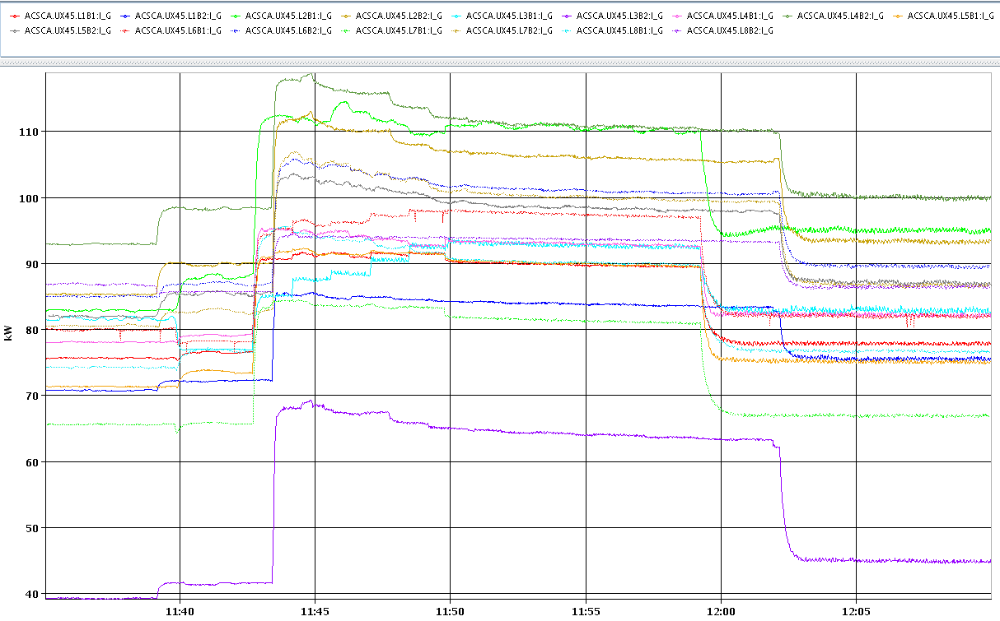 ACSCA.UX45.L1B1:I_G ACSCA.UX45.L1B2:I_G ACSCA.UX45.L2B1:I_G ACSCA.UX45.L2B2:I_G ACSCA.UX45.L3B1:I_G ACSCA.UX45.L3B2:I_G ACSCA.UX45.L4B1:I_G ACSCA.UX45.L4B2:I_G ACSCA.UX45.L5B1:I_G
ACSCA.UX45.L5B2:I_G ACSCA.UX45.L6B1:I_G ACSCA.UX45.L6B2:I_G ACSCA.UX45.L7B1:I_G ACSCA.UX45.L7B2:I_G ACSCA.UX45.L8B1:I_G ACSCA.UX45.L8B2:I_G
110
100
90
80
kW
70
60
50
40
11:40 11:45 11:50 11:55 12:00 12:05